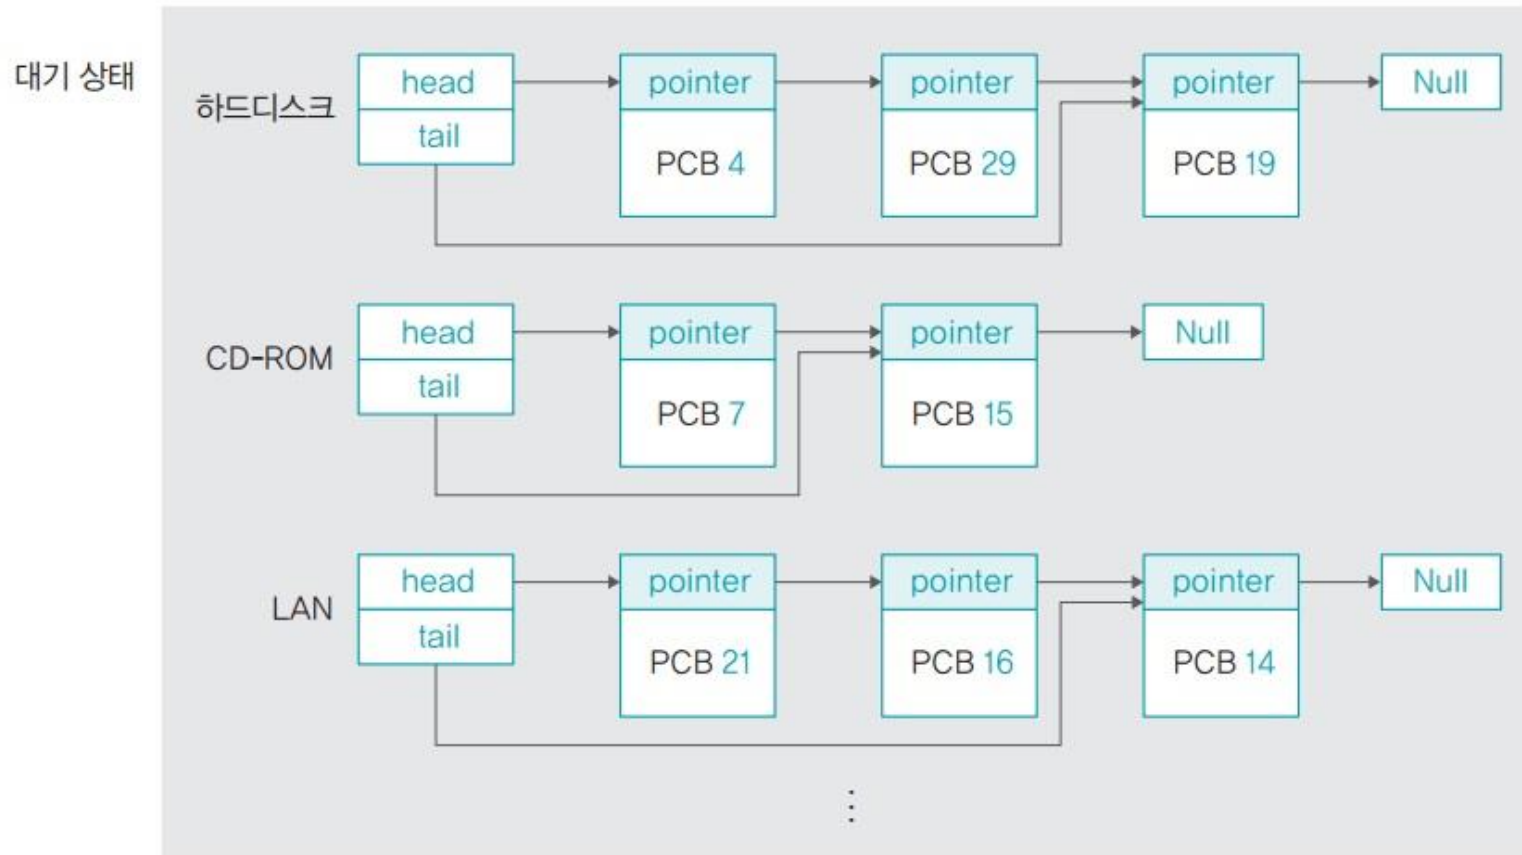 대기 상태
하드디스크
head
tail
pointer
PCB 4
pointer
PCB 29
pointer
PCB 19
Null
CD-ROM
head
tail
pointer
PCB 7
pointer
PCB 15
Null
LAN
head
tail
pointer
PCB 21
pointer
PCB 16
pointer
PCB 14
Null
⋮